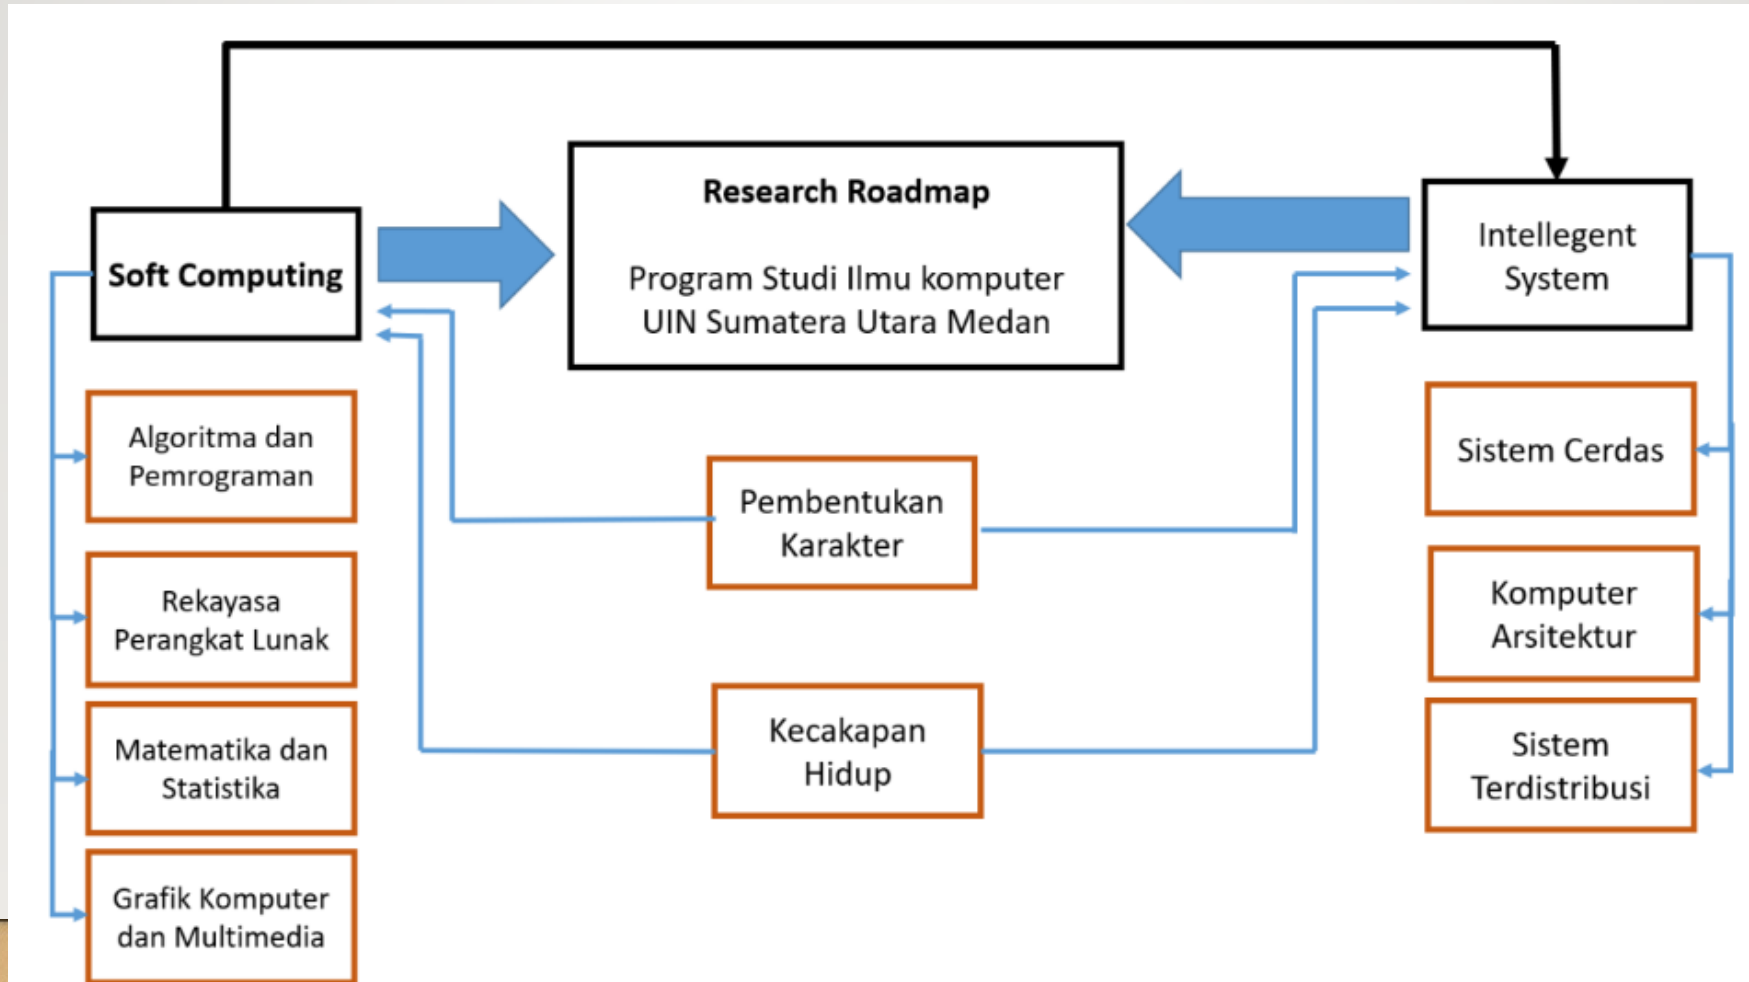 Research Roadmap
Program Studi Ilmu komputer
UIN Sumatera Utara Medan
Soft Computing
Intellegent
System
Algoritma dan
Pemrograman
Rekayasa
Perangkat Lunak
Matematika dan
Statistika
Grafik Komputer
dan Multimedia
Pembentukan
Karakter
Kecakapan
Hidup
Sistem Cerdas
Komputer
Arsitektur
Sistem
Terdistribusi